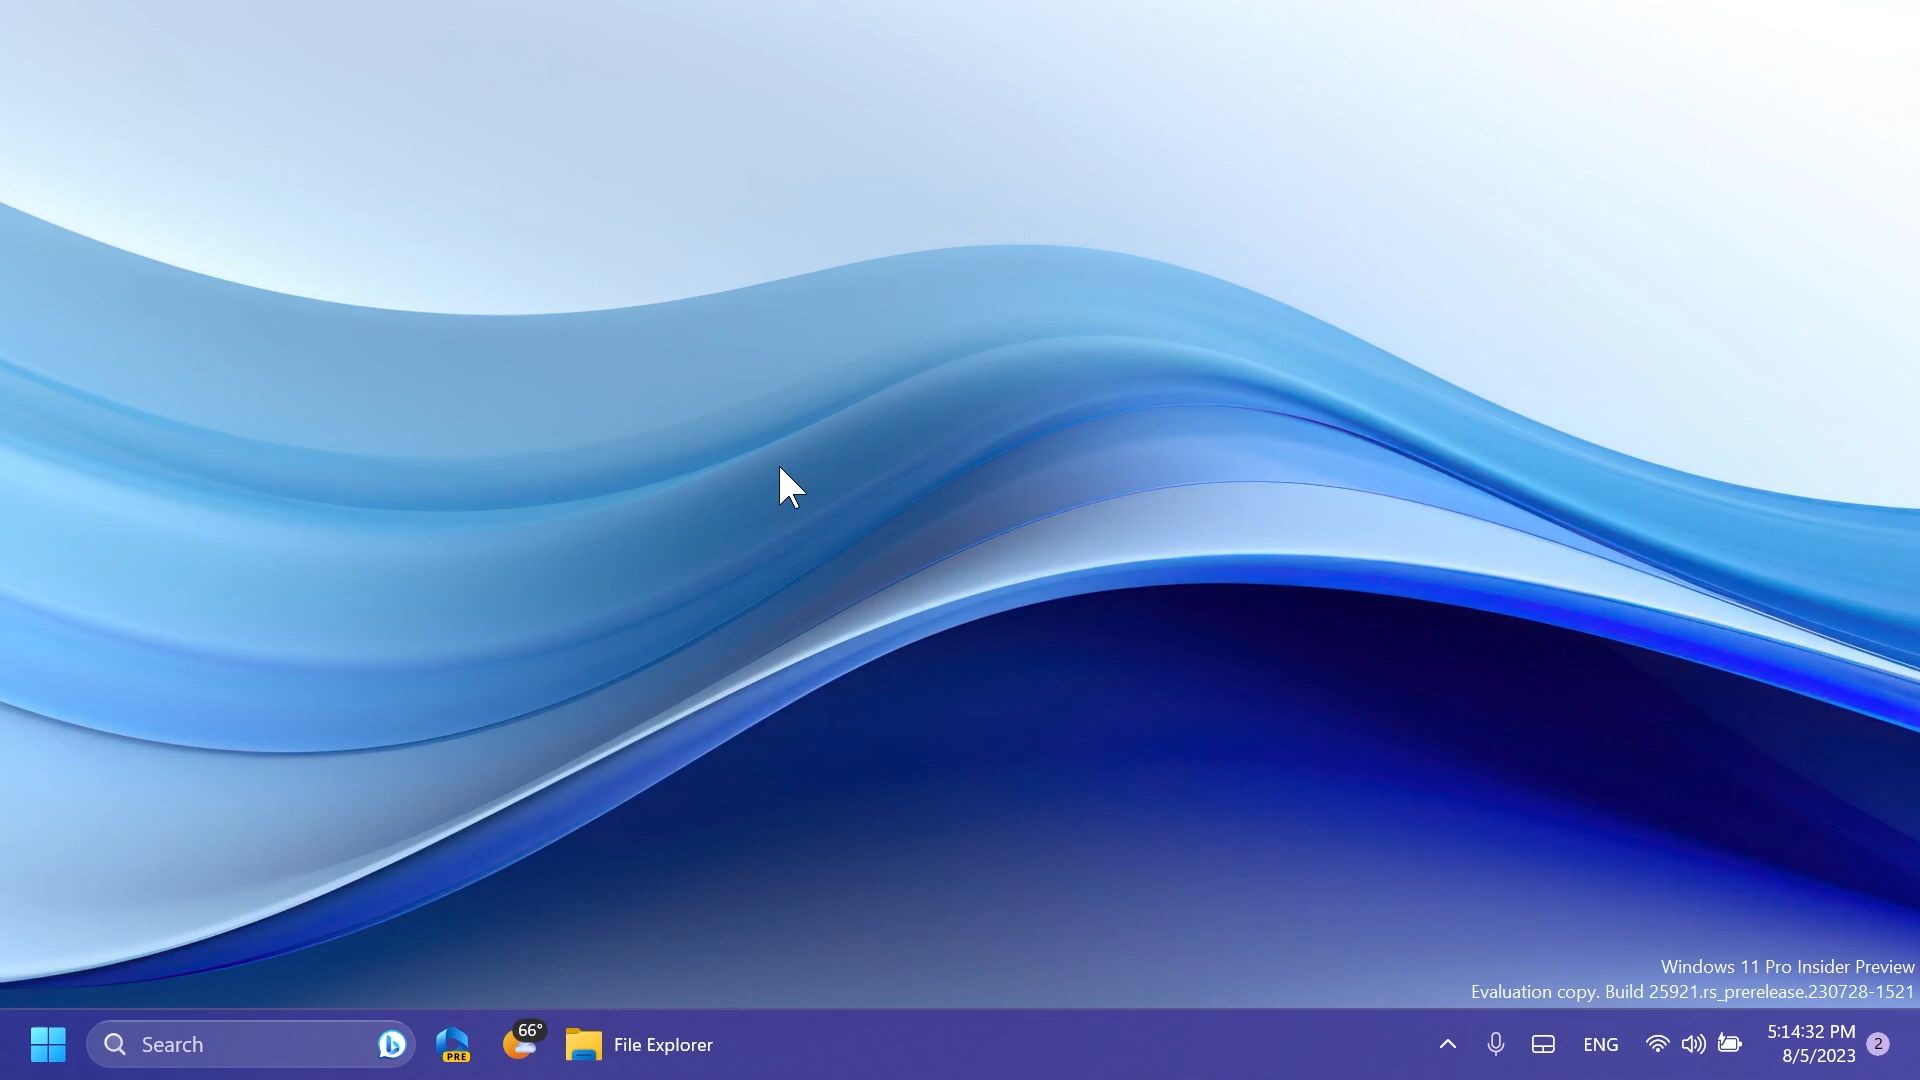 Windows 11 Pro Insider Preview
Evaluation copy. Build 25921.rs_prerelease.230728-1521
Search
PRE
66°
File Explorer
ENG
5:14:32 PM
8/5/2023
2